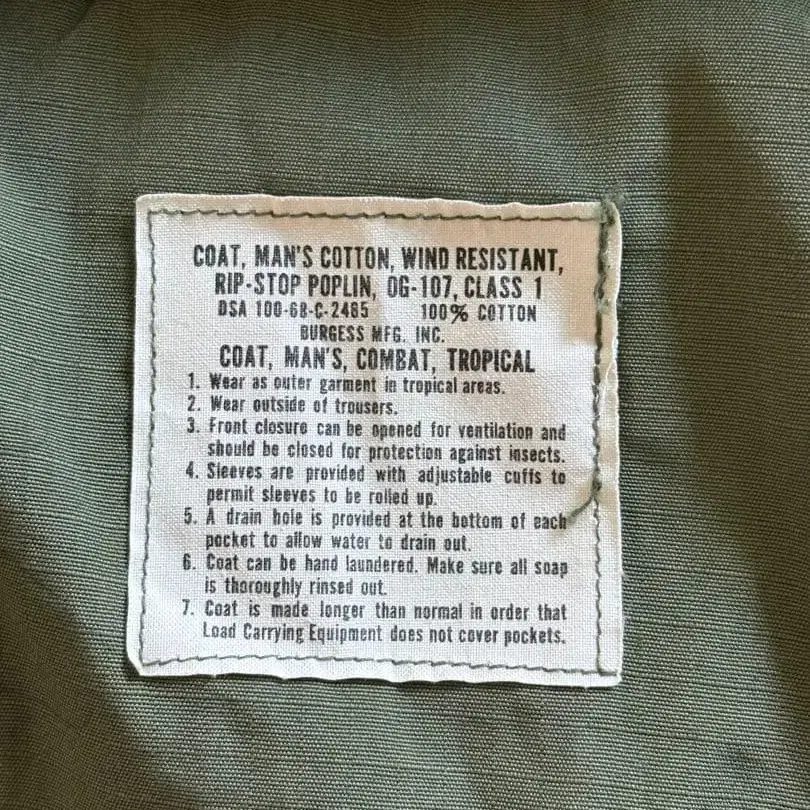 COAT, MAN'S COTTON, WIND RESISTANT,
RIP-STOP POPLIN, OG-107, CLASS 1
DSA 100-68-C-2485 100% COTTON
BURGESS MFG. INC.
COAT, MAN'S, COMBAT, TROPICAL
1. Wear as outer garment in tropical areas.
2. Wear outside of trousers.
3. Front closure can be opened for ventilation and
should be closed for protection against insects.
4. Sleeves are provided with adjustable cuffs to
permit sleeves to be rolled up.
5. A drain hole is provided at the bottom of each
pocket to allow water to drain out.
6. Coat can be hand laundered. Make sure all soap
is thoroughly rinsed out.
7. Coat is made longer than normal in order that
Load Carrying Equipment does not cover pockets.